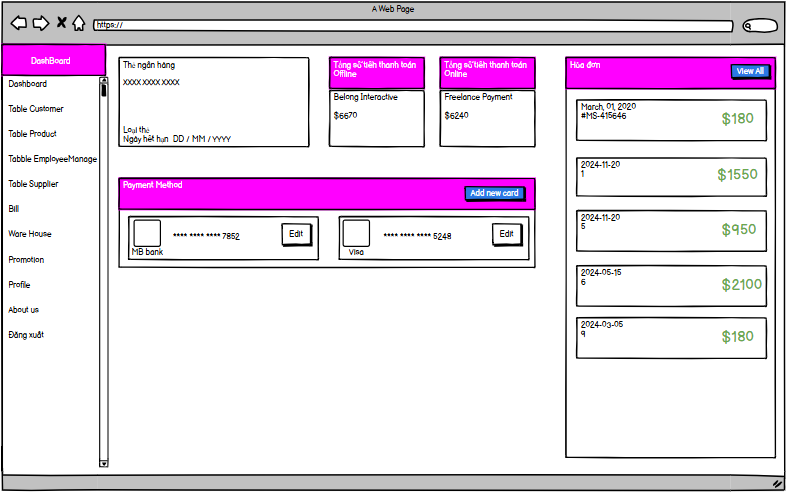 A Web Page
https://
DashBoard
Dashboard
Table Customer
Table Product
Tabble EmployeeManage
Table Supplier
Bill
Ware House
Promotion
Profile
About us
Đăng xuất
Thẻ ngân hàng
XXXX XXXX XXXX
Loại thẻ
Ngày hết hạn DD / MM / YYYY
Tổng số tiền thanh toán
Offline
Belong Interactive
$6670
Tổng số tiền thanh toán
Online
Freelance Payment
$6240
Payment Method
Add new card
**** **** **** 7852
Edit
MB bank
**** **** **** 5248
Edit
Visa
Hóa đơn
View All
March, 01, 2020
#MS-415646
$180
2024-11-20
1
$1550
2024-11-20
5
$950
2024-05-15
6
$2100
2024-03-05
9
$180